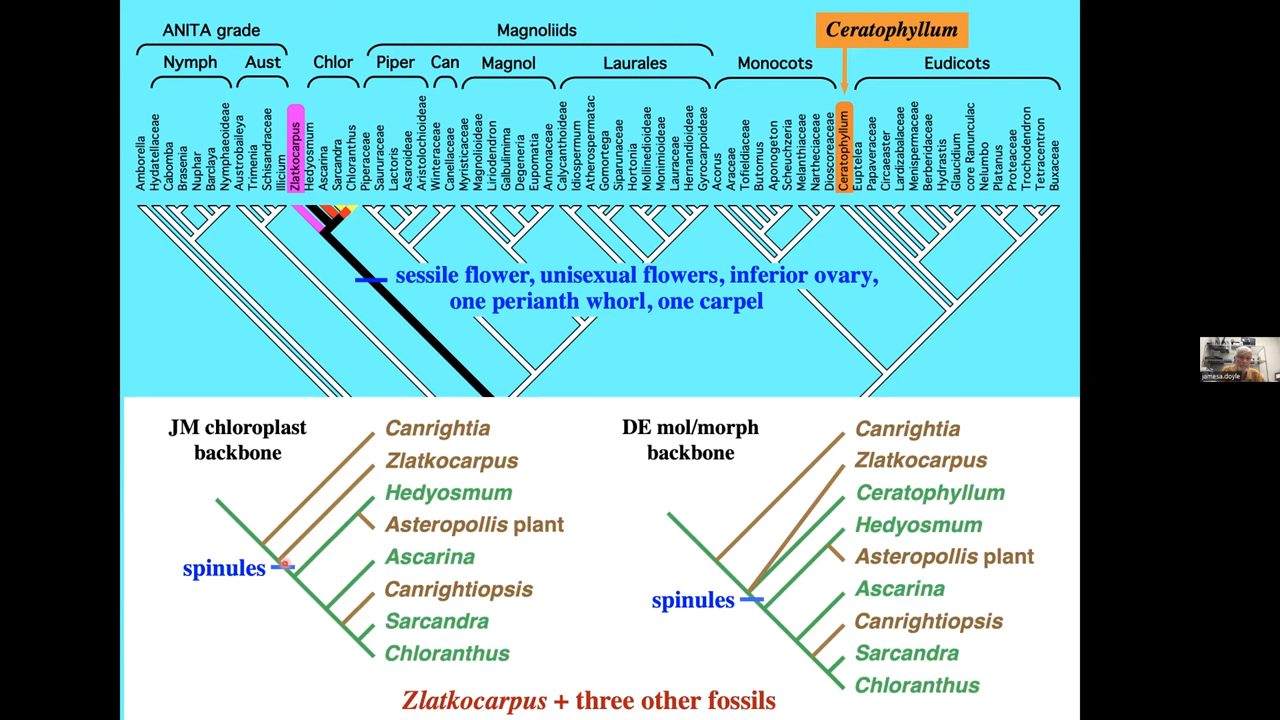 ANITA grade
Magnoliids
Ceratophyllum
Nymph
Aust
Chlor
Piper
Can
Magnol
Laurales
Monocots
Eudicots
Amborella
Hydatellaceae
Cabomba
Brasenia
Nuphar
Barclaya
Nymphaeoideae
Austrobaileya
Trimenia
Schisandraceae
Illicium
Zlatkocarpus
Hedyosmum
Ascarina
Sarcandra
Chloranthus
Piperaceae
Saururaceae
Lactoris
Asaroideae
Aristolochioideae
Winteraceae
Canellaceae
Myristicaceae
Magnolioideae
Liriodendron
Galbulimima
Degeneria
Eupomatia
Annonaceae
Calycanthoideae
Idiospermum
Atherospermatac
Gomortega
Siparunaceae
Hortonia
Mollinedioideae
Monimioideae
Lauraceae
Hernandioideae
Gyrocarpoideae
Acorus
Araceae
Tofieldiaceae
Butomus
Aponogeton
Scheuchzeria
Melanthiaceae
Nartheciaceae
Dioscoreaceae
Ceratophyllum
Euptelea
Papaveraceae
Circaeaster
Lardizabalaceae
Menispermaceae
Berberidaceae
Hydrastis
Glaucidium
core Ranunculac
Nelumbo
Platanus
Proteaceae
Trochodendron
Tetracentron
Buxaceae
sessile flower, unisexual flowers, inferior ovary,
one perianth whorl, one carpel
JM chloroplast
backbone
Canrightia
Zlatkocarpus
Hedyosmum
Asteropollis plant
Ascarina
Canrightiopsis
Sarcandra
Chloranthus
spinules
DE mol/morph
backbone
Canrightia
Zlatkocarpus
Ceratophyllum
Hedyosmum
Asteropollis plant
Ascarina
Canrightiopsis
Sarcandra
Chloranthus
spinules
Zlatkocarpus + three other fossils
jamesa.doyle